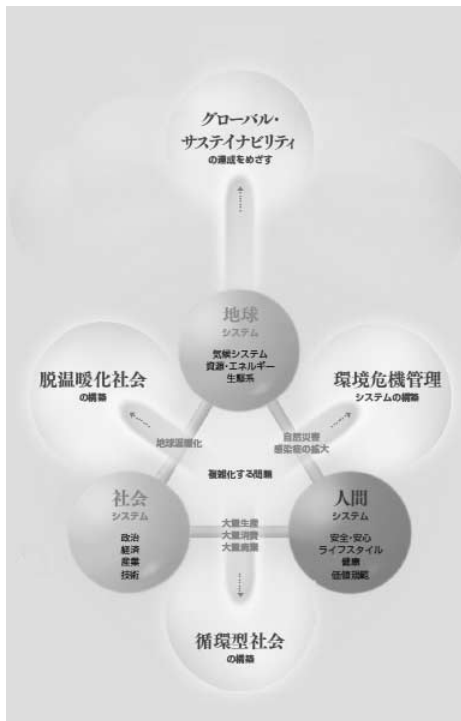 グローバル・
サステイナビリティ
の達成をめざす
地球
システム
気候システム
資源・エネルギー
生態系
脱温暖化社会
の構築
環境危機管理
システムの構築
地球温暖化
自然災害
感染症の拡大
複雑化する問題
社会
システム
政治
経済
産業
技術
大量生産
大量消費
大量廃棄
人間
システム
安全・安心
ライフスタイル
健康
価値規範
循環型社会
の構築